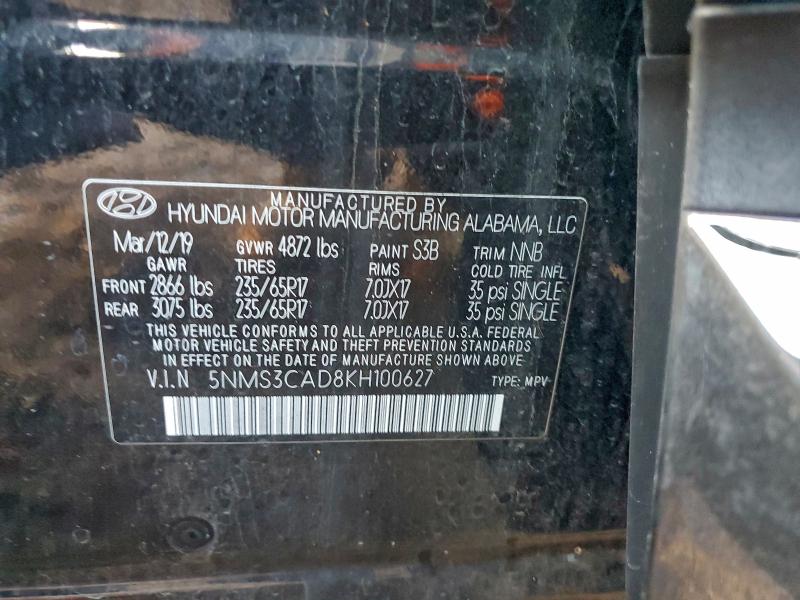 MANUFACTURED BY
HYUNDAI MOTOR MANUFACTURING ALABAMA, LLC
Mar/12/19 GVWR 4872 lbs PAINT S3B TRIM NNB
GAWR TIRES RIMS COLD TIRE INFL
FRONT 2866 lbs 235/65R17 7.0JX17 35 psi SINGLE
REAR 3075 lbs 235/65R17 7.0JX17 35 psi SINGLE
THIS VEHICLE CONFORMS TO ALL APPLICABLE U.S.A. FEDERAL
MOTOR VEHICLE SAFETY AND THEFT PREVENTION STANDARDS
IN EFFECT ON THE DATE OF MANUFACTURE SHOWN ABOVE
V.I.N 5NMS3CAD8KH100627 TYPE: MPV